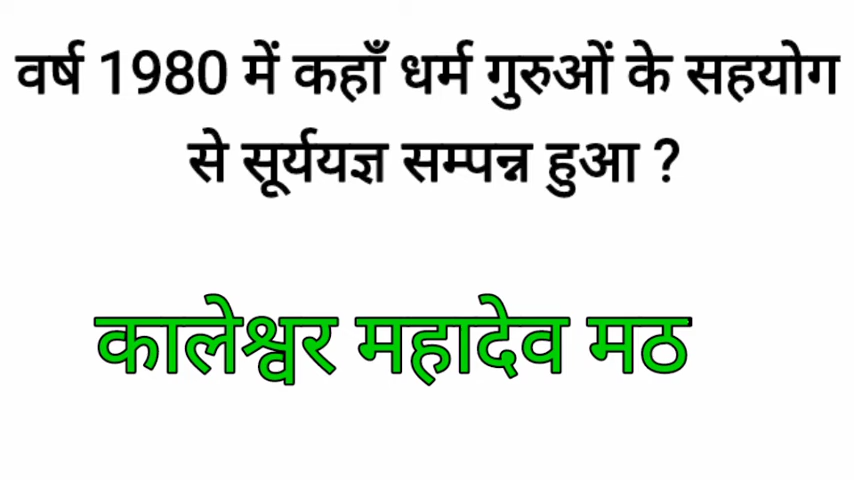 वर्ष 1980 में कहाँ धर्म गुरुओं के सहयोग
से सूर्ययज्ञ सम्पन्न हुआ ?
कालेश्वर महादेव मठ